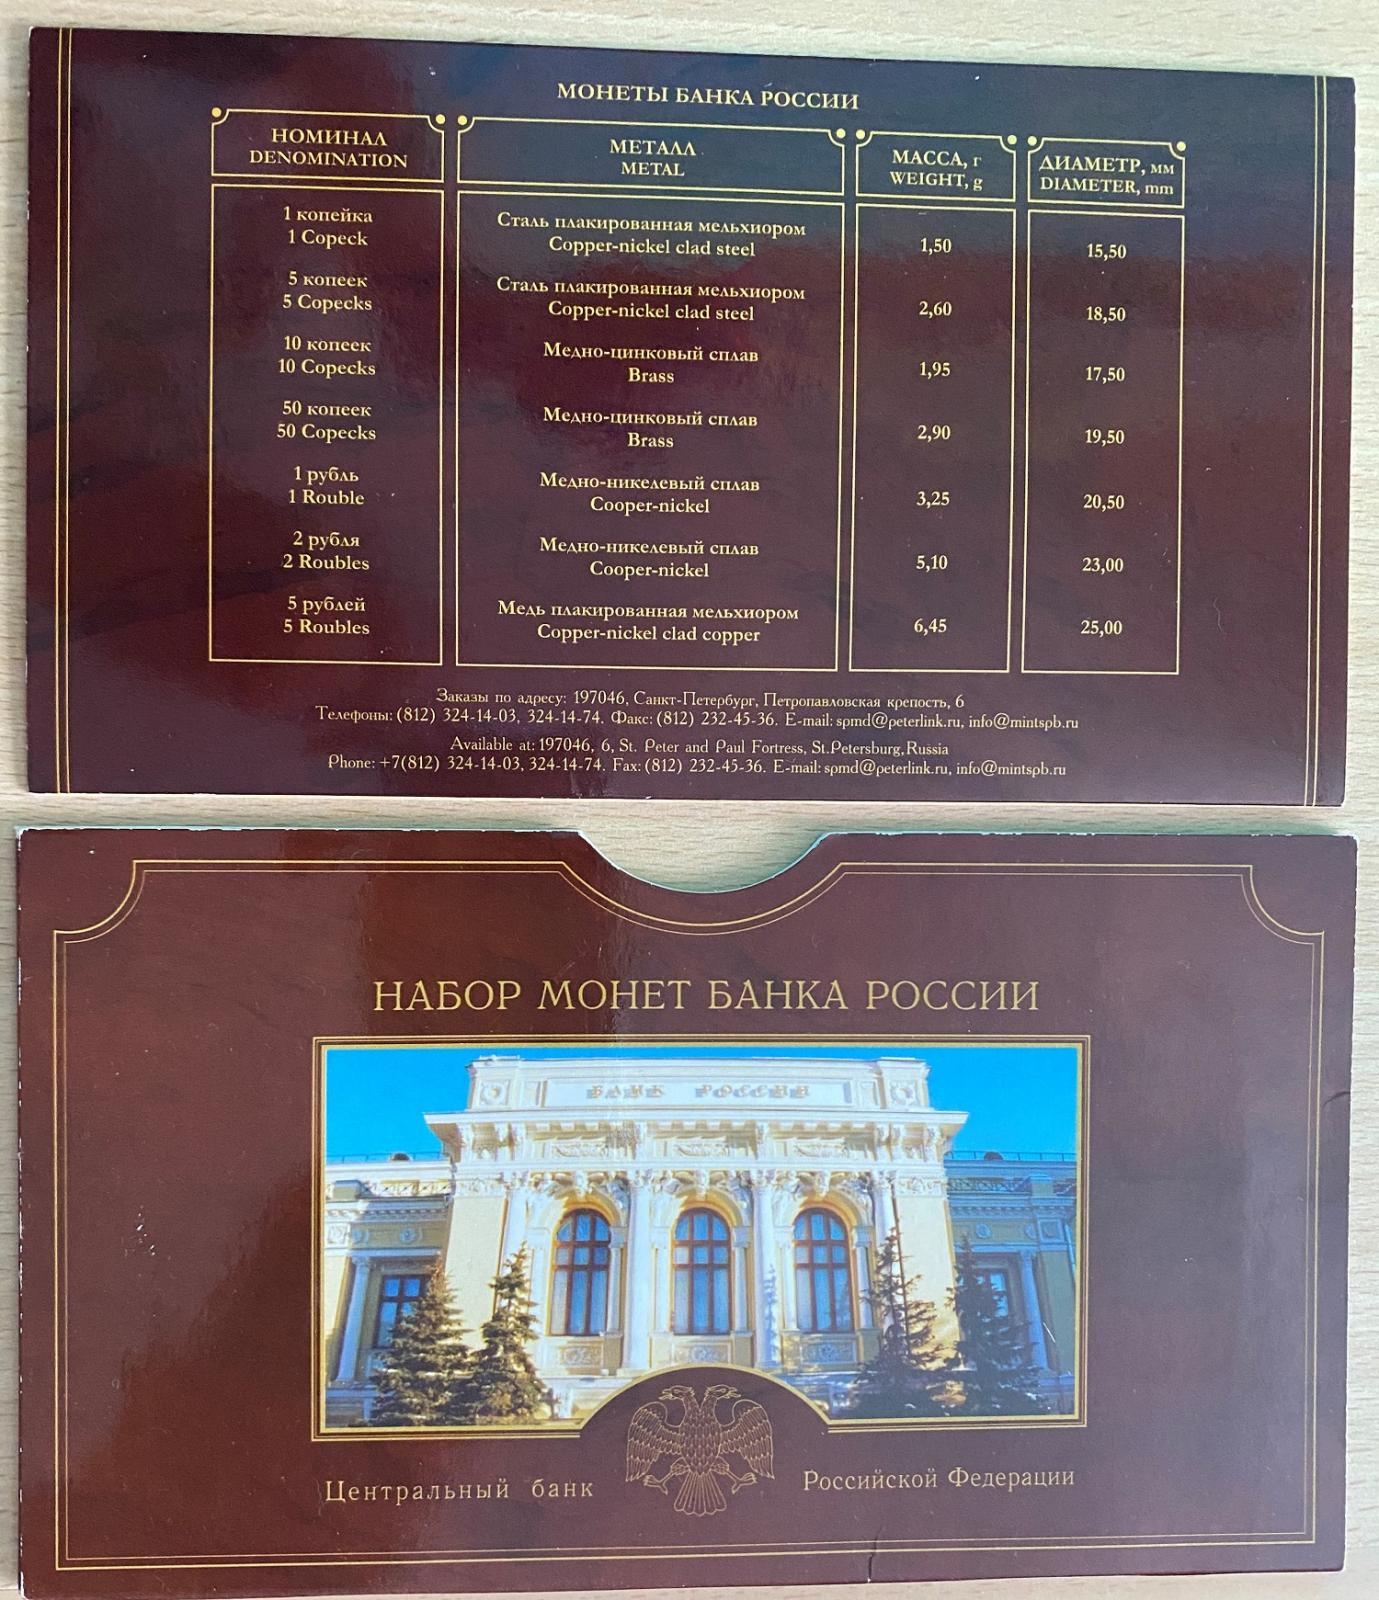 МОНЕТЫ БАНКА РОССИИ
НОМИНАЛ
DENOMINATION
МЕТАЛЛ
METAL
МАССА, г
WEIGHT, g
ДИАМЕТР, мм
DIAMETER, mm
1 копейка
1 Copeck
Сталь плакированная мельхиором
Copper-nickel clad steel
1,50
15,50
5 копеек
5 Copecks
Сталь плакированная мельхиором
Copper-nickel clad steel
2,60
18,50
10 копеек
10 Copecks
Медно-цинковый сплав
Brass
1,95
17,50
50 копеек
50 Copecks
Медно-цинковый сплав
Brass
2,90
19,50
1 рубль
1 Rouble
Медно-никелевый сплав
Cooper-nickel
3,25
20,50
2 рубля
2 Roubles
Медно-никелевый сплав
Cooper-nickel
5,10
23,00
5 рублей
5 Roubles
Медь плакированная мельхиором
Copper-nickel clad copper
6,45
25,00
Заказы по адресу: 197046, Санкт-Петербург, Петропавловская крепость, 6
Телефоны: (812) 324-14-03, 324-14-74. Факс: (812) 232-45-36. E-mail: spmd@peterlink.ru, info@mintspb.ru
Available at: 197046, 6, St. Peter and Paul Fortress, St.Petersburg, Russia
Phone: +7(812) 324-14-03, 324-14-74. Fax: (812) 232-45-36. E-mail: spmd@peterlink.ru, info@mintspb.ru
НАБОР МОНЕТ БАНКА РОССИИ
БАНК РОССИИ
Центральный банк Российской Федерации